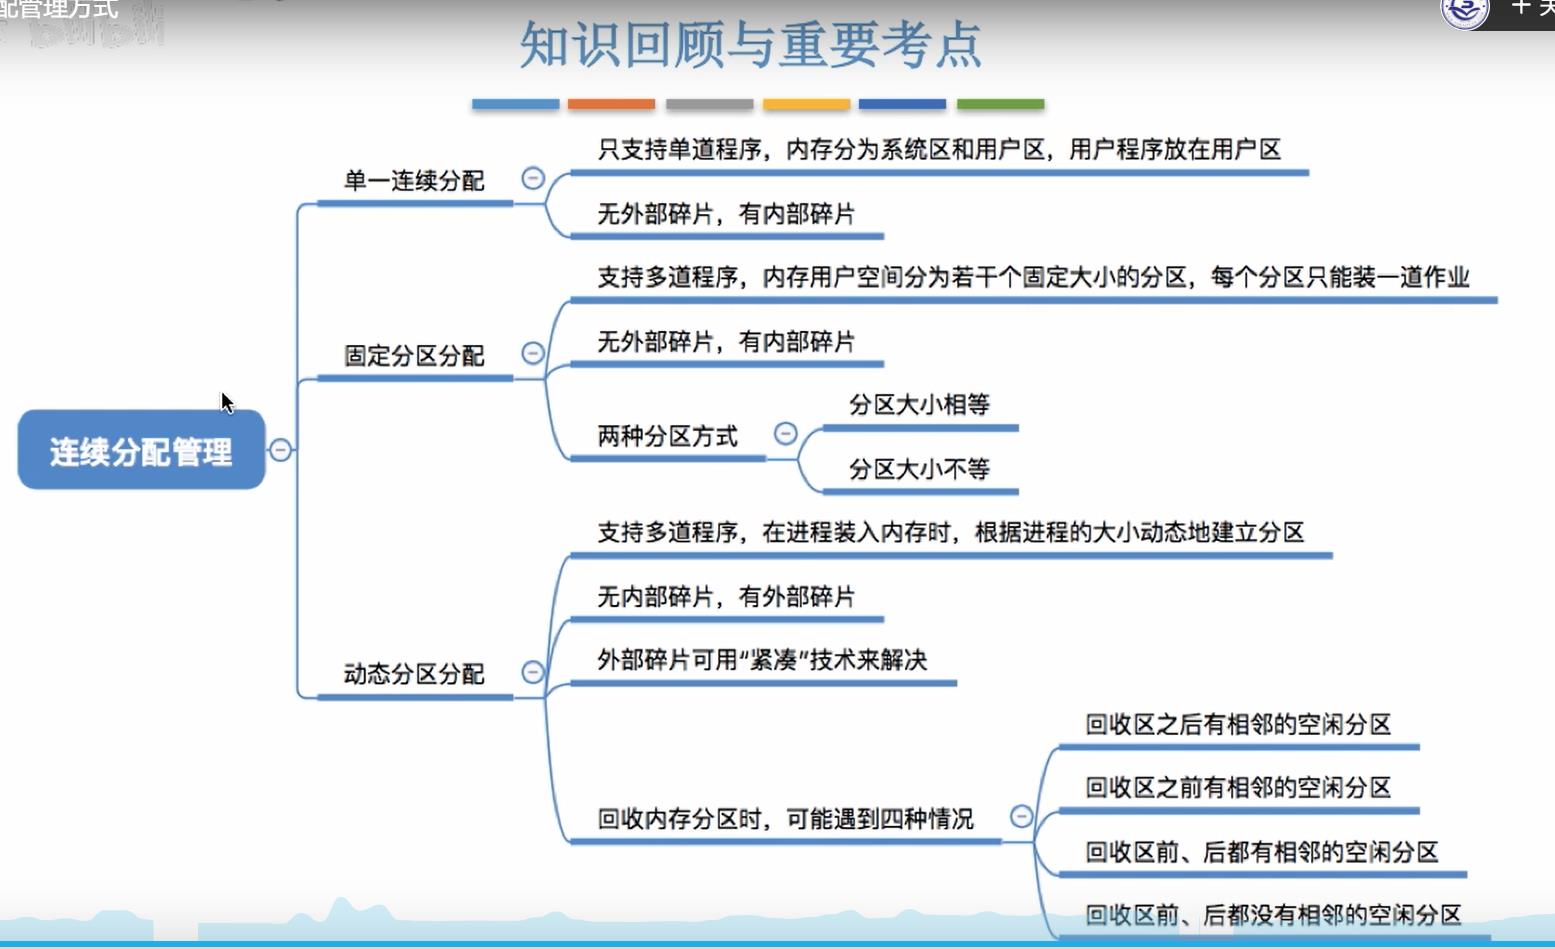 配管理方式
bilibili
知识回顾与重要考点
只支持单道程序，内存分为系统区和用户区，用户程序放在用户区
单一连续分配
无外部碎片，有内部碎片
支持多道程序，内存用户空间分为若干个固定大小的分区，每个分区只能装一道作业
无外部碎片，有内部碎片
固定分区分配
分区大小相等
两种分区方式
分区大小不等
连续分配管理
支持多道程序，在进程装入内存时，根据进程的大小动态地建立分区
无内部碎片，有外部碎片
外部碎片可用“紧凑”技术来解决
动态分区分配
回收区之后有相邻的空闲分区
回收区之前有相邻的空闲分区
回收内存分区时，可能遇到四种情况
回收区前、后都有相邻的空闲分区
回收区前、后都没有相邻的空闲分区